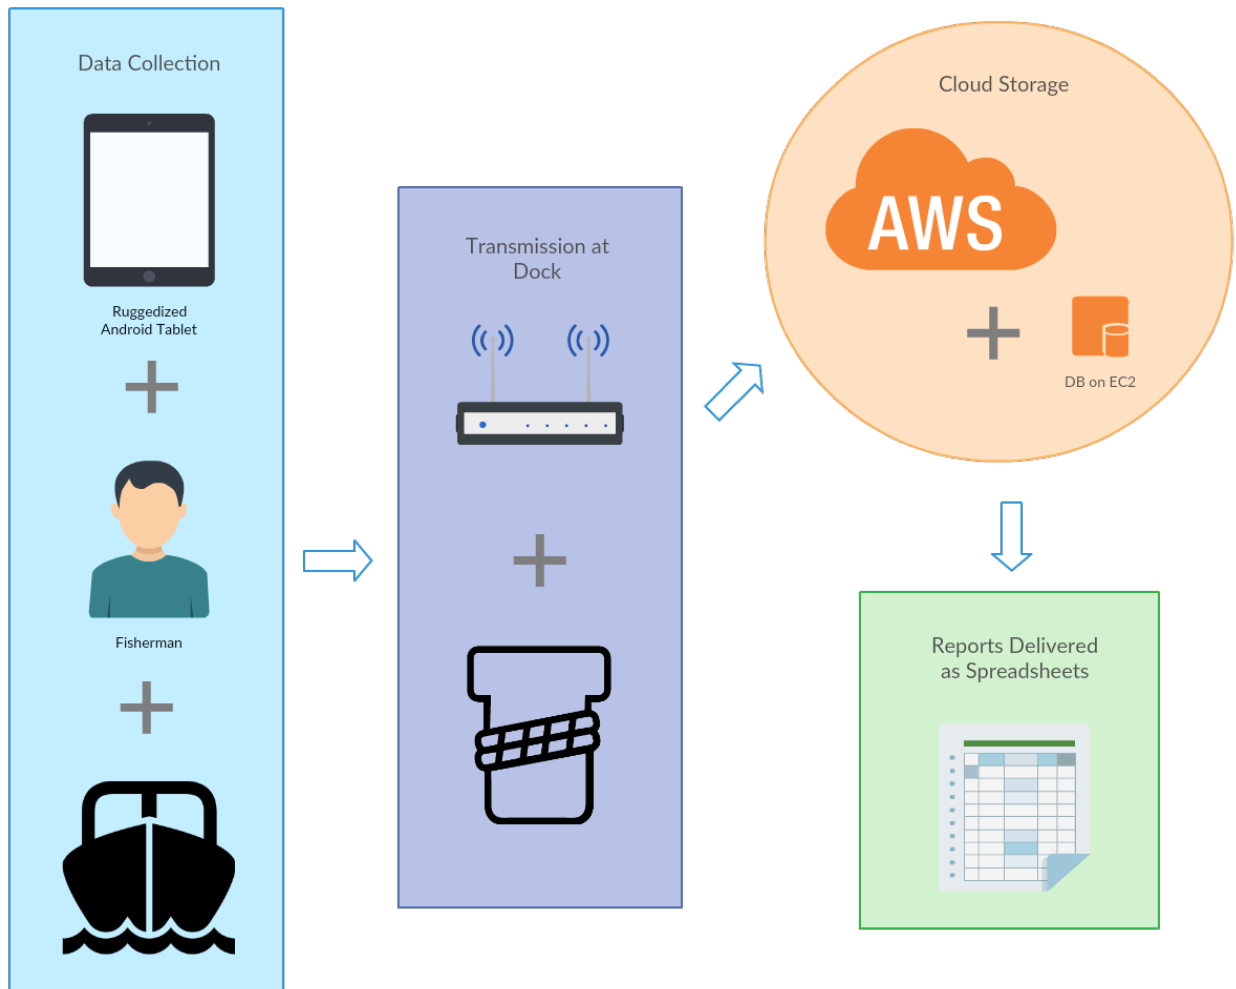 Data Collection
Ruggedized
Android Tablet
Fisherman
Transmission at
Dock
Cloud Storage
AWS
DB on EC2
Reports Delivered
as Spreadsheets